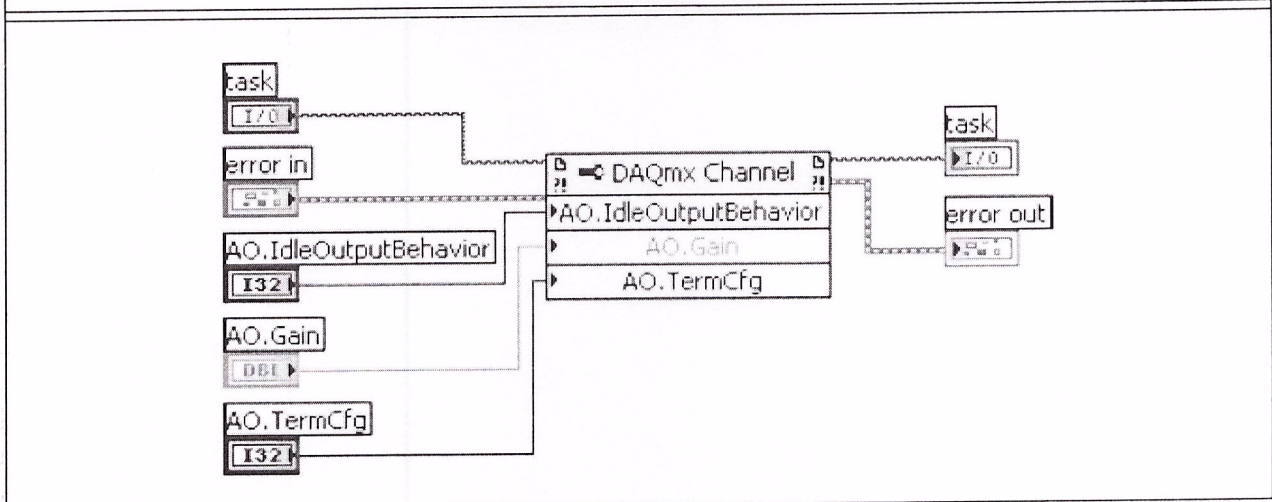 task
I/O
error in
AO.IdleOutputBehavior
I32
AO.Gain
DBL
AO.TermCfg
I32
DAQmx Channel
AO.IdleOutputBehavior
AO.Gain
AO.TermCfg
task
I/O
error out